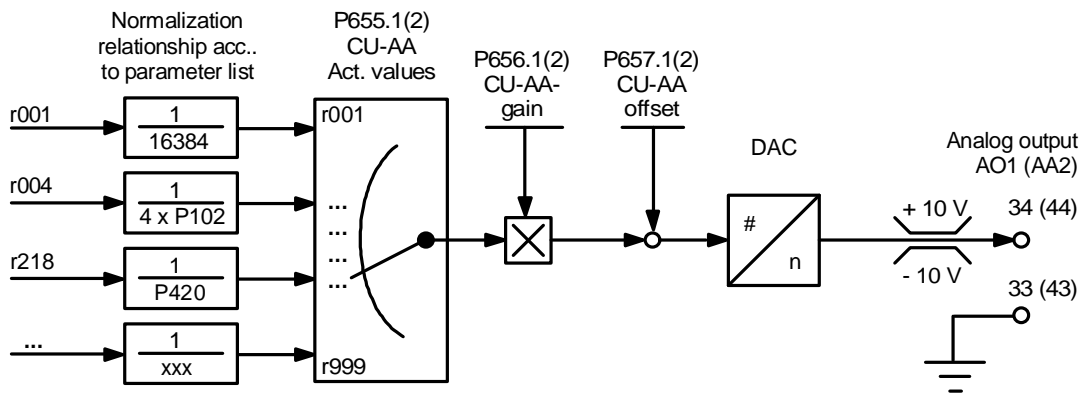 Normalization
relationship acc..
to parameter list
P655.1(2)
CU-AA
Act. values
P656.1(2)
CU-AA-
gain
P657.1(2)
CU-AA
offset
DAC
Analog output
AO1 (AA2)
r001
1
16384
r001
r004
1
4 x P102
...
...
...
...
r218
1
P420
...
1
xxx
r999
#
n
+ 10 V
- 10 V
34 (44)
33 (43)